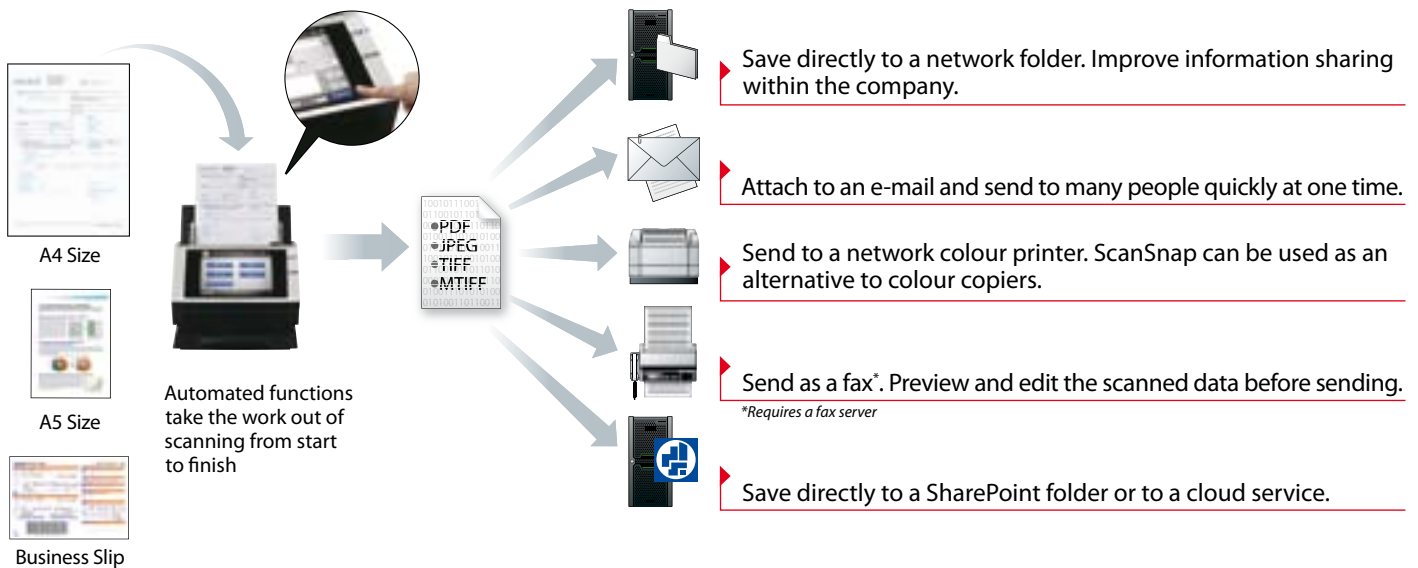 A4 Size
A5 Size
Business Slip
Automated functions
take the work out of
scanning from start
to finish
•PDF
•JPEG
•TIFF
•MTIFF
Save directly to a network folder. Improve information sharing
within the company.
Attach to an e-mail and send to many people quickly at one time.
Send to a network colour printer. ScanSnap can be used as an
alternative to colour copiers.
Send as a fax*. Preview and edit the scanned data before sending.
*Requires a fax server
Save directly to a SharePoint folder or to a cloud service.